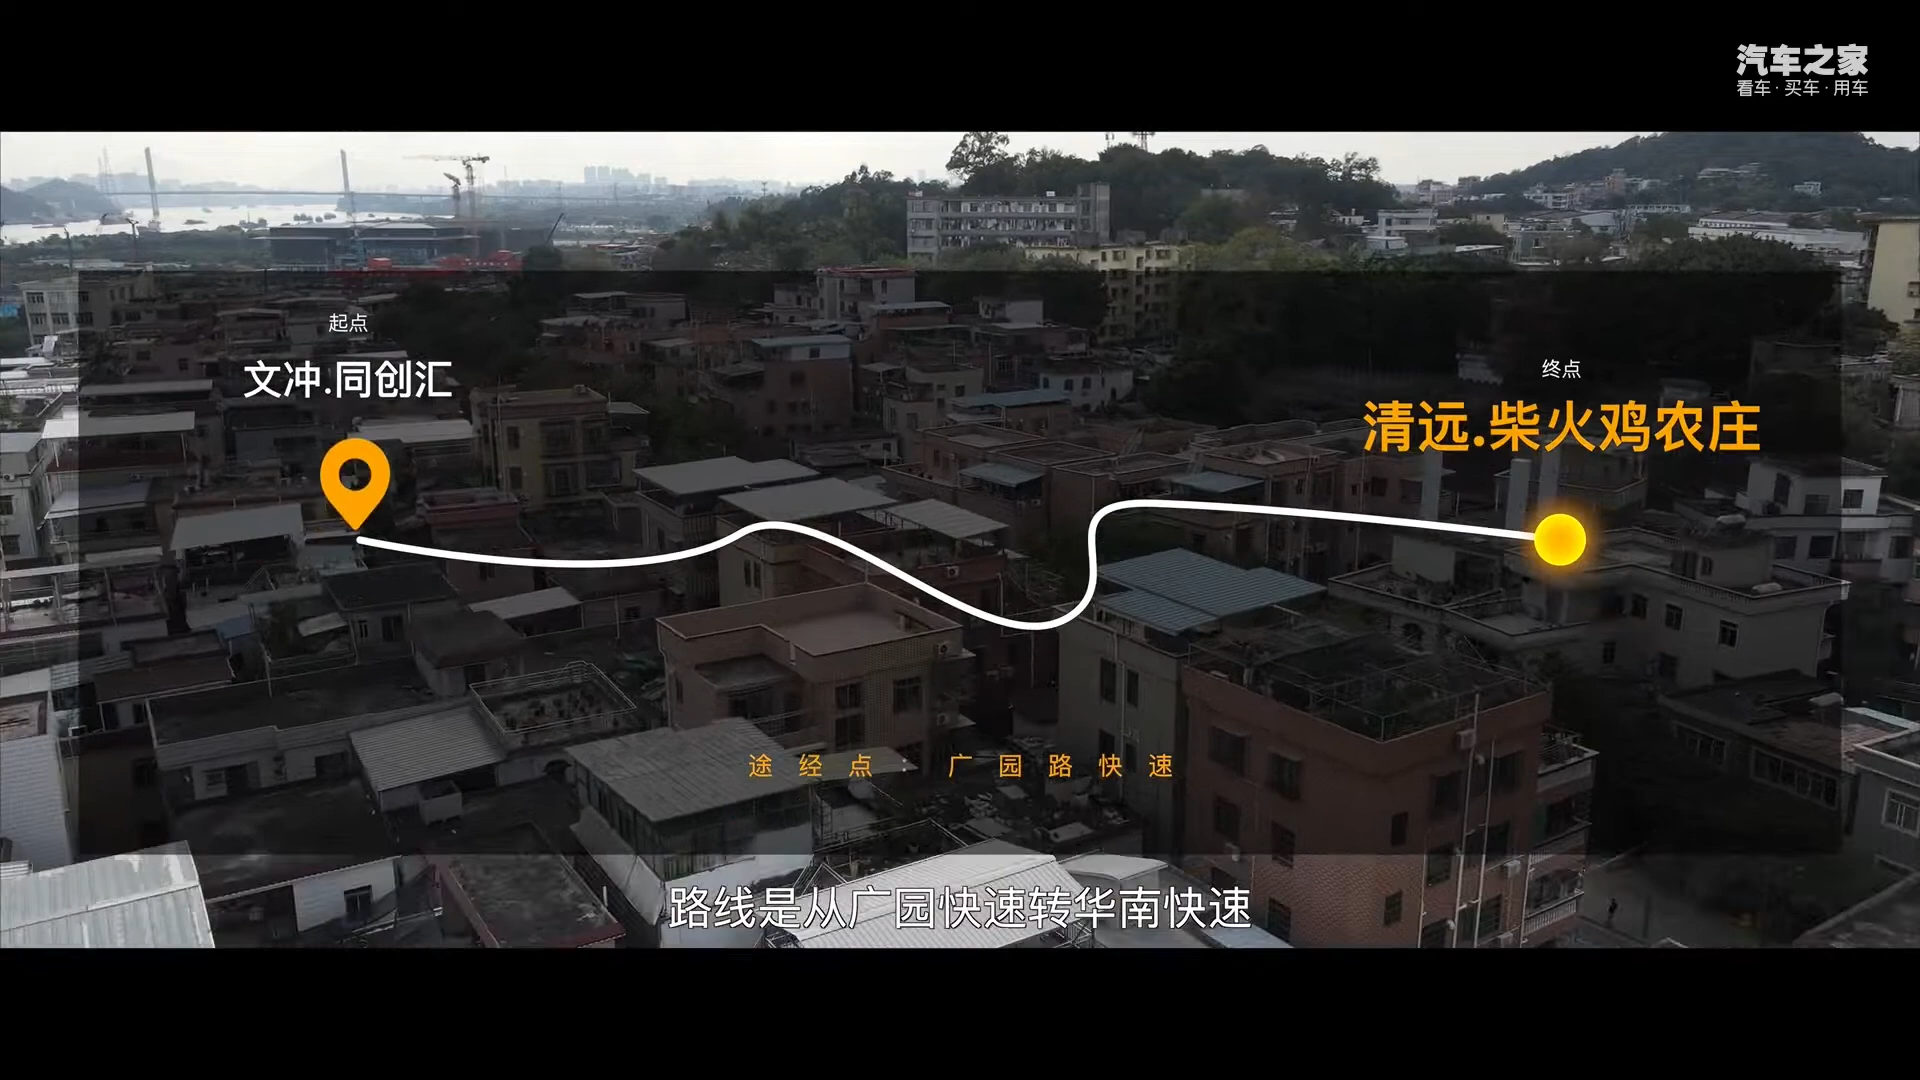 汽车之家
看车·买车·用车
起点
文冲.同创汇
终点
清远.柴火鸡农庄
途经点: 广园路快速
路线是从广园快速转华南快速